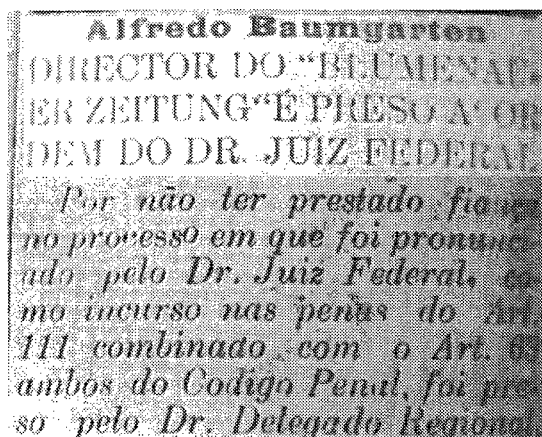 Alfredo Baumgarten
DIRECTOR DO "BLUMENAU-
ER ZEITUNG" É PRESO A' OR
DEM DO DR. JUIZ FEDERAL
Por não ter prestado fiança
no processo em que foi pronunci
ado pelo Dr. Juiz Federal, co-
mo incurso nas penas do Art.
111 combinado com o Art. 63
ambos do Codigo Penal, foi pre-
so pelo Dr. Delegado Regional